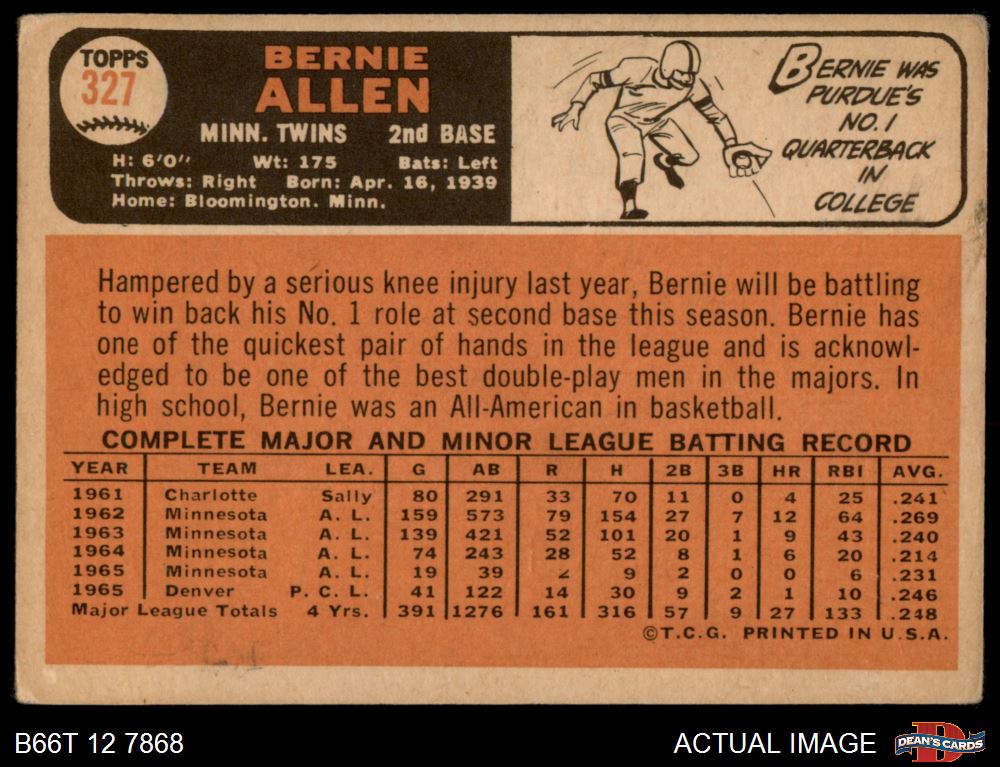 TOPPS
327
BERNIE
ALLEN
MINN. TWINS 2nd BASE
H: 6'0" Wt: 175 Bats: Left
Throws: Right Born: Apr. 16, 1939
Home: Bloomington. Minn.
BERNIE WAS
PURDUE'S
NO. 1
QUARTERBACK
IN
COLLEGE
Hampered by a serious knee injury last year, Bernie will be battling
to win back his No. 1 role at second base this season. Bernie has
one of the quickest pair of hands in the league and is acknowl-
edged to be one of the best double-play men in the majors. In
high school, Bernie was an All-American in basketball.
COMPLETE MAJOR AND MINOR LEAGUE BATTING RECORD
YEAR TEAM LEA. G AB R H 2B 3B HR RBI AVG.
1961 Charlotte Sally 80 291 33 70 11 0 4 25 .241
1962 Minnesota A. L. 159 573 79 154 27 7 12 64 .269
1963 Minnesota A. L. 139 421 52 101 20 1 9 43 .240
1964 Minnesota A. L. 74 243 28 52 8 1 6 20 .214
1965 Minnesota A. L. 19 39 2 9 2 0 0 6 .231
1965 Denver P. C. L. 41 122 14 30 9 2 1 10 .246
Major League Totals 4 Yrs. 391 1276 161 316 57 9 27 133 .248
©T.C.G. PRINTED IN U.S.A.
B66T 12 7868
ACTUAL IMAGE
DEAN'S CARDS